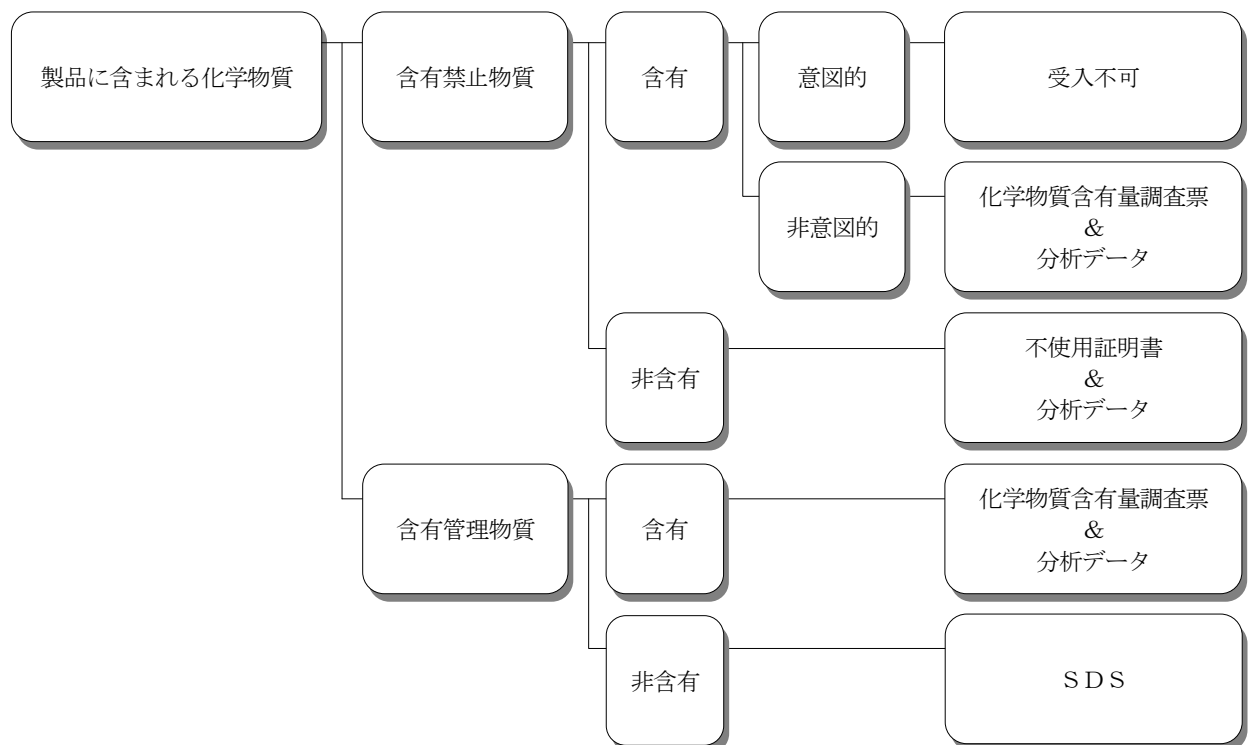 製品に含まれる化学物質
含有禁止物質
含有
意図的
受入不可
非意図的
化学物質含有量調査票
＆
分析データ
非含有
不使用証明書
＆
分析データ
含有管理物質
含有
化学物質含有量調査票
＆
分析データ
非含有
ＳＤＳ